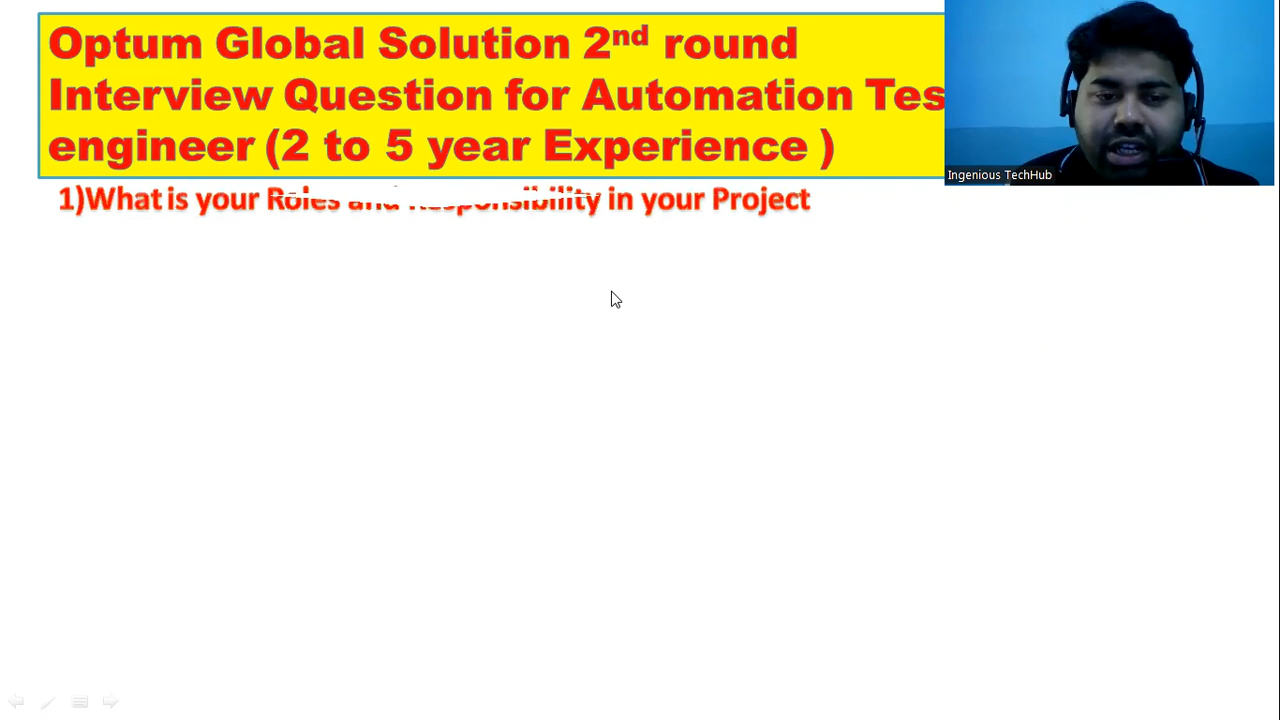 Optum Global Solution 2nd round
Interview Question for Automation Tes
engineer (2 to 5 year Experience )
Ingenious TechHub
1)What is your Roles and Responsibility in your Project